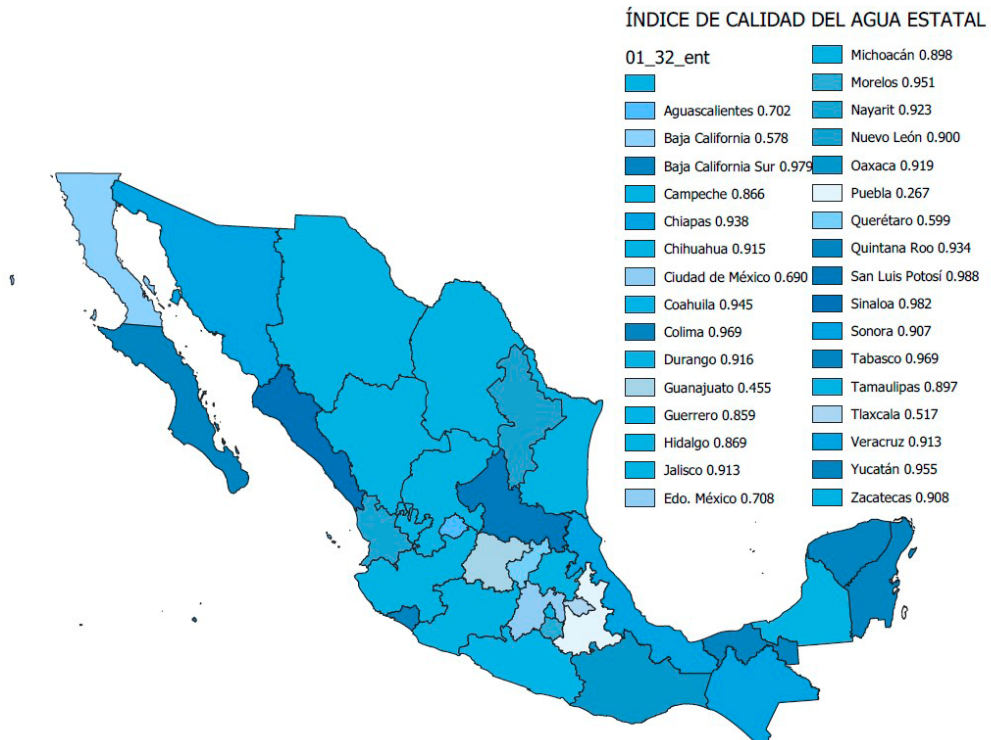 ÍNDICE DE CALIDAD DEL AGUA ESTATAL
01_32_ent
Aguascalientes 0.702
Baja California 0.578
Baja California Sur 0.979
Campeche 0.866
Chiapas 0.938
Chihuahua 0.915
Ciudad de México 0.690
Coahuila 0.945
Colima 0.969
Durango 0.916
Guanajuato 0.455
Guerrero 0.859
Hidalgo 0.869
Jalisco 0.913
Edo. México 0.708
Michoacán 0.898
Morelos 0.951
Nayarit 0.923
Nuevo León 0.900
Oaxaca 0.919
Puebla 0.267
Querétaro 0.599
Quintana Roo 0.934
San Luis Potosí 0.988
Sinaloa 0.982
Sonora 0.907
Tabasco 0.969
Tamaulipas 0.897
Tlaxcala 0.517
Veracruz 0.913
Yucatán 0.955
Zacatecas 0.908